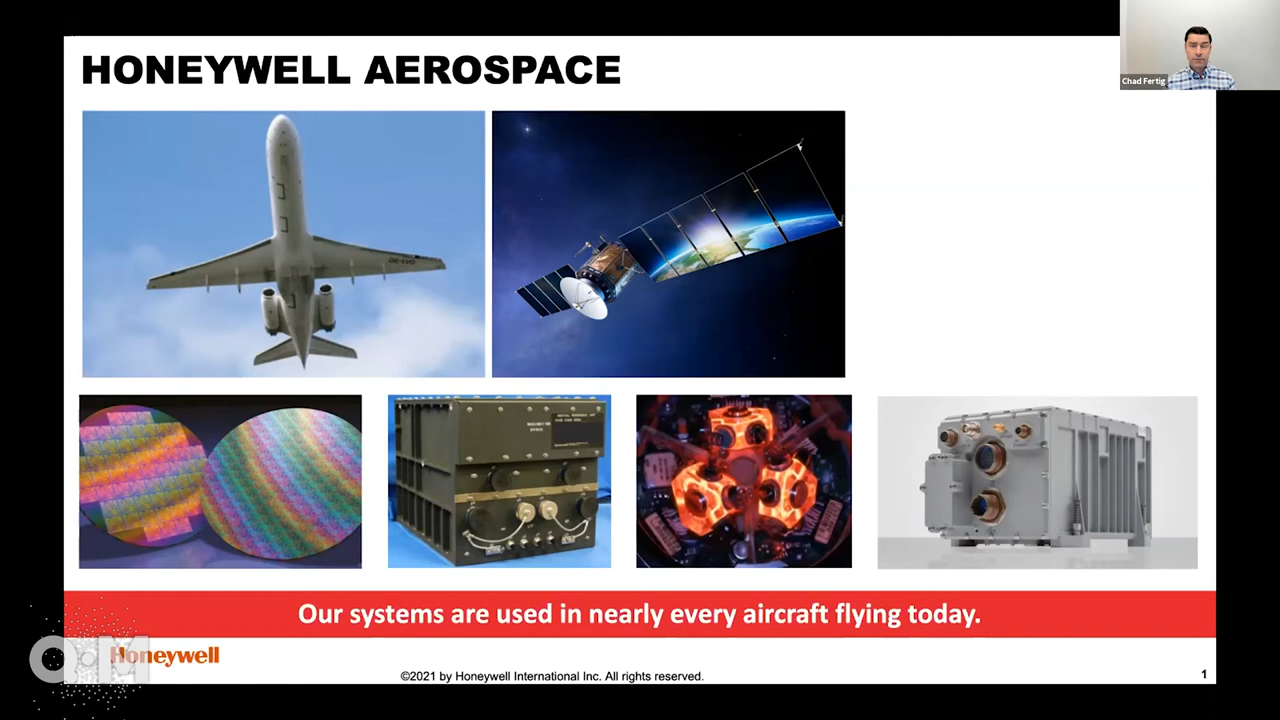 HONEYWELL AEROSPACE
Chad Fertig
Our systems are used in nearly every aircraft flying today.
Honeywell
©2021 by Honeywell International Inc. All rights reserved.
1